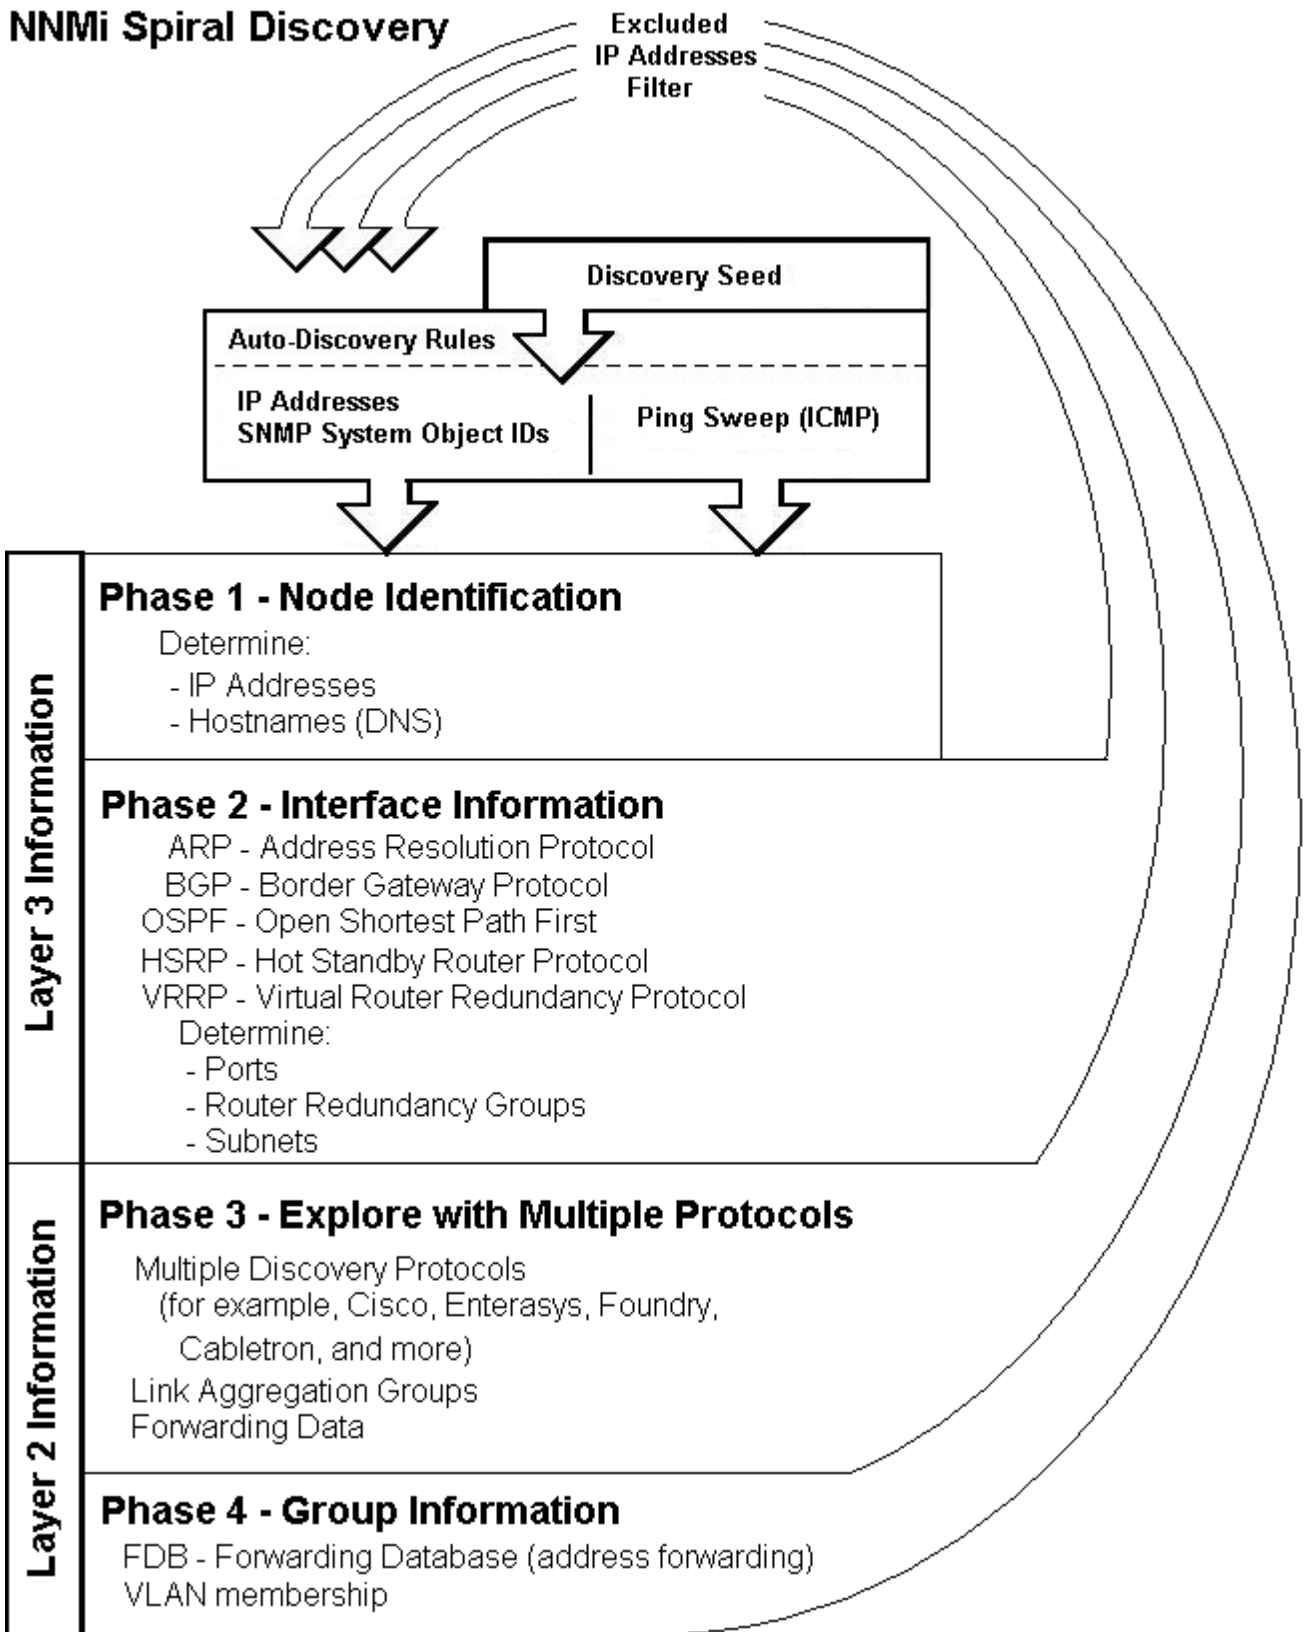 NNMi Spiral Discovery
Excluded
IP Addresses
Filter
Discovery Seed
Auto-Discovery Rules
IP Addresses
SNMP System Object IDs
Ping Sweep (ICMP)
Layer 3 Information
Phase 1 - Node Identification
Determine:
- IP Addresses
- Hostnames (DNS)
Phase 2 - Interface Information
ARP - Address Resolution Protocol
BGP - Border Gateway Protocol
OSPF - Open Shortest Path First
HSRP - Hot Standby Router Protocol
VRRP - Virtual Router Redundancy Protocol
Determine:
- Ports
- Router Redundancy Groups
- Subnets
Layer 2 Information
Phase 3 - Explore with Multiple Protocols
Multiple Discovery Protocols
(for example, Cisco, Enterasys, Foundry,
Cabletron, and more)
Link Aggregation Groups
Forwarding Data
Phase 4 - Group Information
FDB - Forwarding Database (address forwarding)
VLAN membership